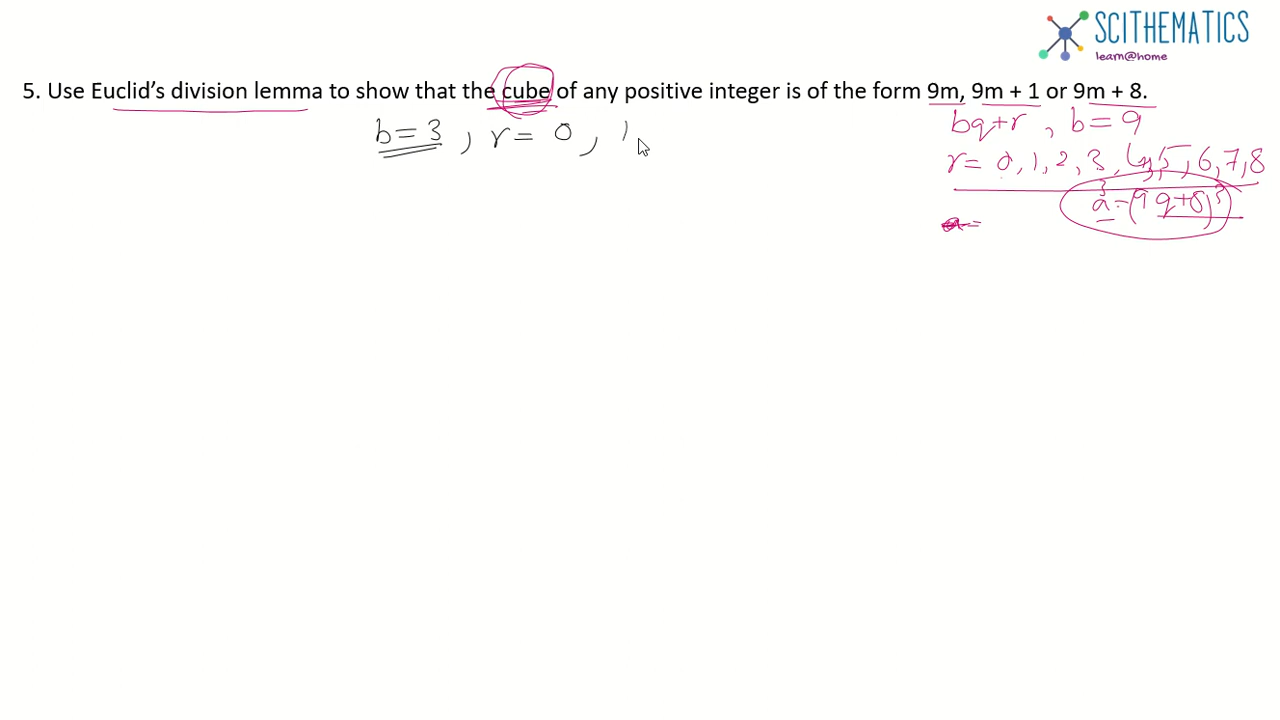 SCITHEMATICS
learn@home
5. Use Euclid's division lemma to show that the cube of any positive integer is of the form 9m, 9m + 1 or 9m + 8.
b = 3 , r = 0 , 1
bq+r , b = 9
r = 0, 1, 2, 3, 4, 5, 6, 7, 8
a³ = (9q+8)³
a =